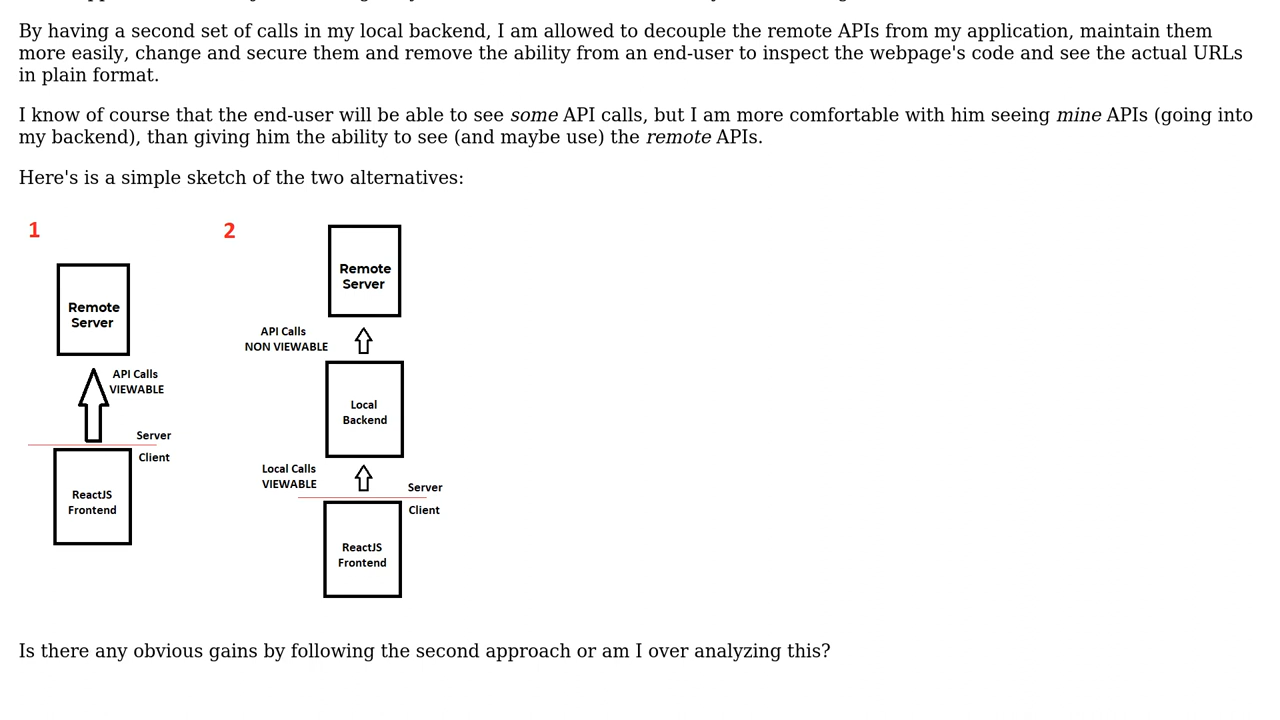 By having a second set of calls in my local backend, I am allowed to decouple the remote APIs from my application, maintain them
more easily, change and secure them and remove the ability from an end-user to inspect the webpage's code and see the actual URLs
in plain format.
I know of course that the end-user will be able to see some API calls, but I am more comfortable with him seeing mine APIs (going into
my backend), than giving him the ability to see (and maybe use) the remote APIs.
Here's is a simple sketch of the two alternatives:
1
Remote
Server
API Calls
VIEWABLE
Server
Client
ReactJS
Frontend
2
Remote
Server
API Calls
NON VIEWABLE
Local
Backend
Local Calls
VIEWABLE
Server
Client
ReactJS
Frontend
Is there any obvious gains by following the second approach or am I over analyzing this?